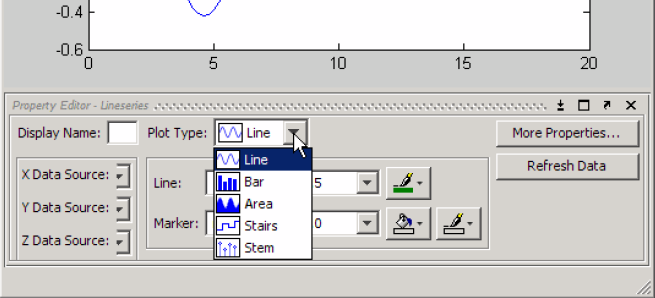 -0.4
-0.6
0 5 10 15 20
Property Editor - Lineseries
Display Name: Plot Type: Line More Properties...
Line
Refresh Data
X Data Source: Line: Bar 5
Y Data Source: Area
Marker: Stairs 0
Z Data Source: Stem